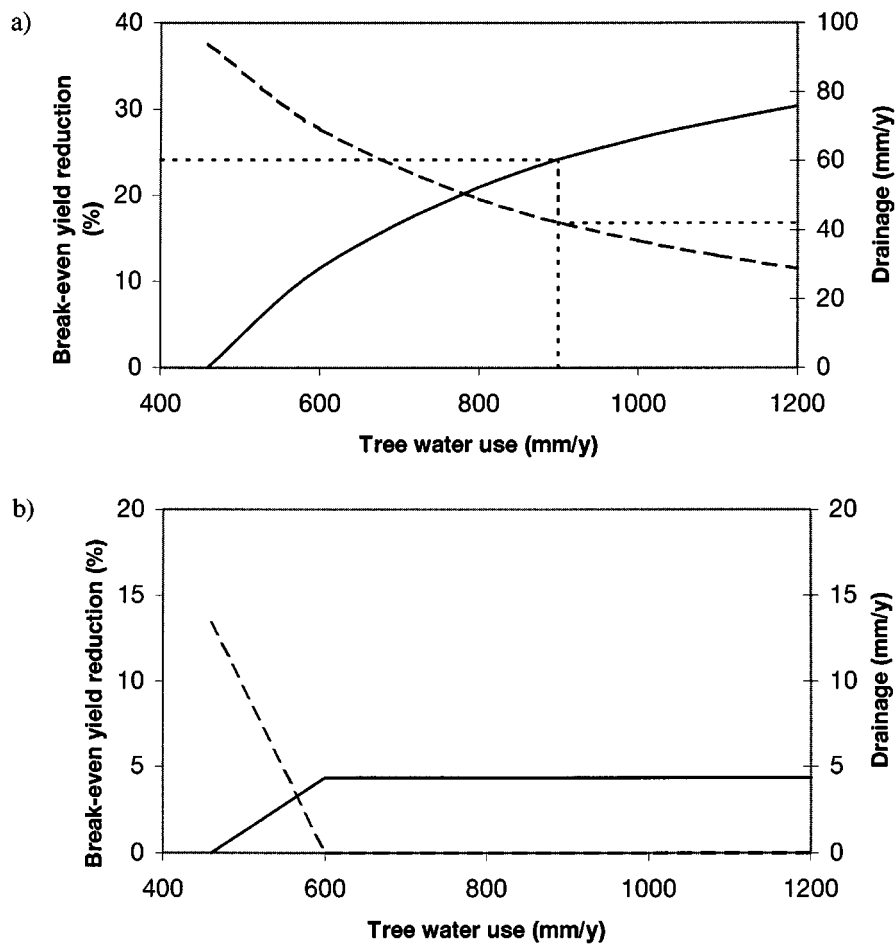 a)
Break-even yield reduction
(%)
40
30
20
10
0
100
80
60
40
20
0
Drainage (mm/y)
400 600 800 1000 1200
Tree water use (mm/y)
b)
Break-even yield reduction (%)
20
15
10
5
0
20
15
10
5
0
Drainage (mm/y)
400 600 800 1000 1200
Tree water use (mm/y)